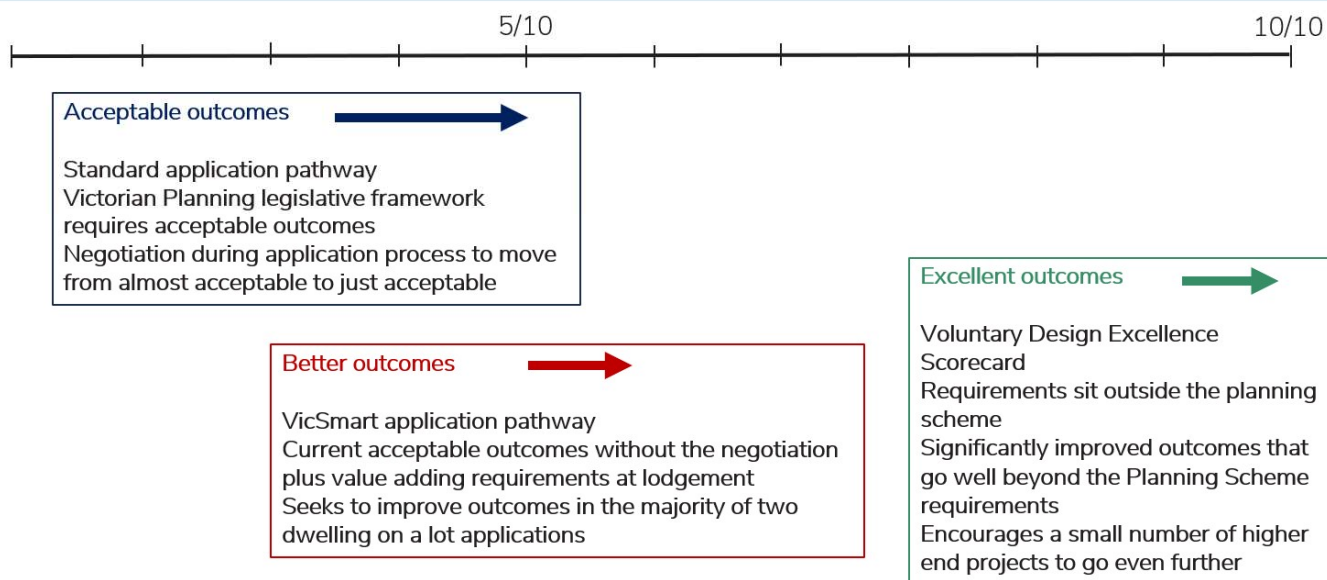 5/10
10/10
Acceptable outcomes
Standard application pathway
Victorian Planning legislative framework
requires acceptable outcomes
Negotiation during application process to move
from almost acceptable to just acceptable
Better outcomes
VicSmart application pathway
Current acceptable outcomes without the negotiation
plus value adding requirements at lodgement
Seeks to improve outcomes in the majority of two
dwelling on a lot applications
Excellent outcomes
Voluntary Design Excellence
Scorecard
Requirements sit outside the planning
scheme
Significantly improved outcomes that
go well beyond the Planning Scheme
requirements
Encourages a small number of higher
end projects to go even further